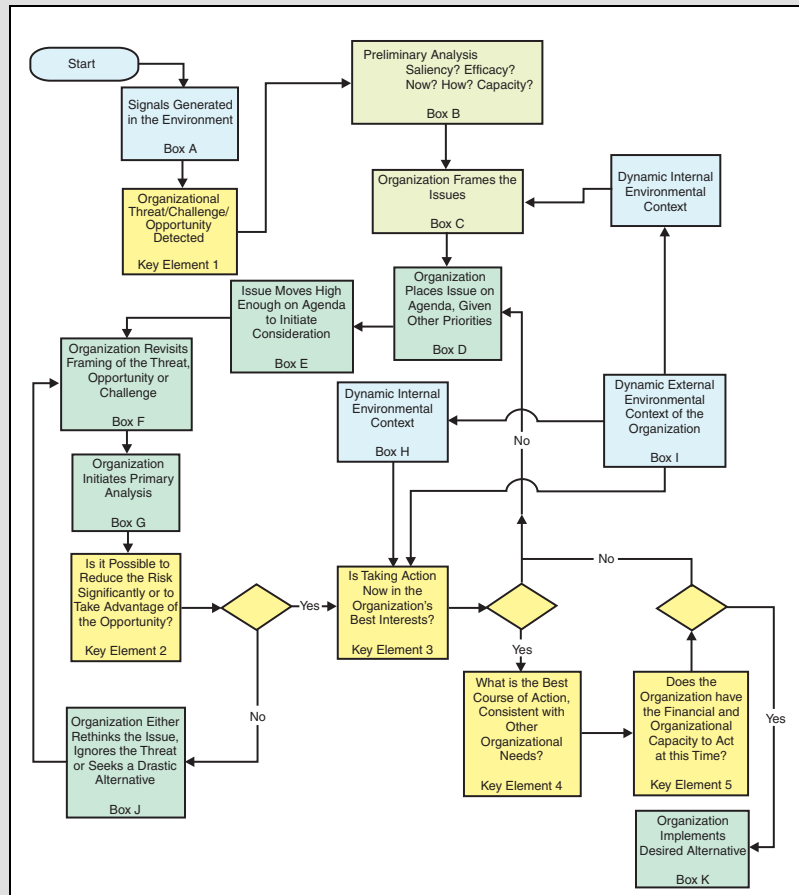 Start
Signals Generated
in the Environment
Box A
Organizational
Threat/Challenge/
Opportunity
Detected
Key Element 1
Preliminary Analysis
Saliency? Efficacy?
Now? How? Capacity?
Box B
Organization Frames the
Issues
Box C
Dynamic Internal
Environmental
Context
Organization
Places Issue on
Agenda, Given
Other Priorities
Box D
Issue Moves High
Enough on Agenda
to Initiate
Consideration
Box E
Organization Revisits
Framing of the Threat,
Opportunity or
Challenge
Box F
Dynamic Internal
Environmental
Context
Box H
Dynamic External
Environmental
Context of the
Organization
Box I
No
Organization
Initiates Primary
Analysis
Box G
Is it Possible to
Reduce the Risk
Significantly or to
Take Advantage of
the Opportunity?
Key Element 2
Yes
Is Taking Action
Now in the
Organization's
Best Interests?
Key Element 3
No
Yes
No
What is the Best
Course of Action,
Consistent with
Other
Organizational
Needs?
Key Element 4
Does the
Organization have
the Financial and
Organizational
Capacity to Act
at this Time?
Key Element 5
Yes
Organization Either
Rethinks the Issue,
Ignores the Threat
or Seeks a Drastic
Alternative
Box J
Organization
Implements
Desired Alternative
Box K